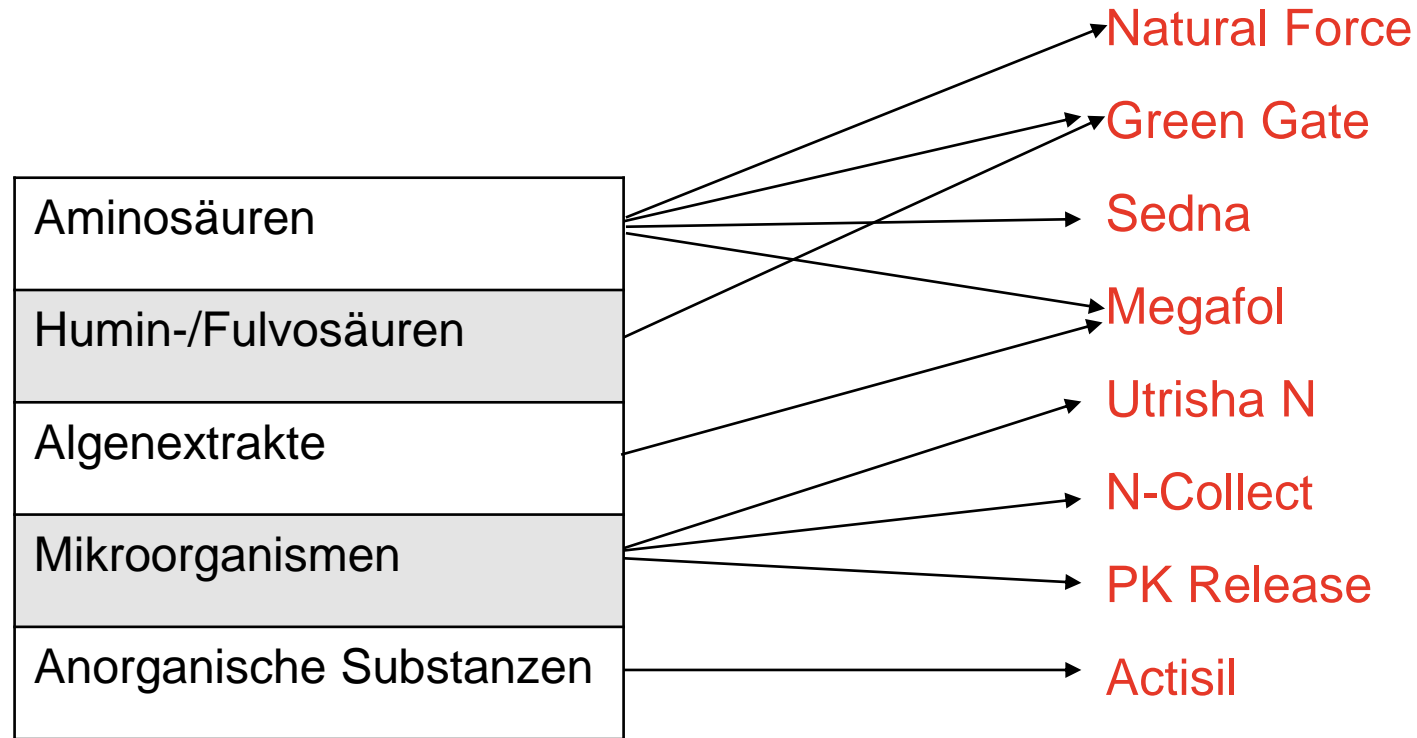 Aminosäuren
Humin-/Fulvosäuren
Algenextrakte
Mikroorganismen
Anorganische Substanzen
Natural Force
Green Gate
Sedna
Megafol
Utrisha N
N-Collect
PK Release
Actisil